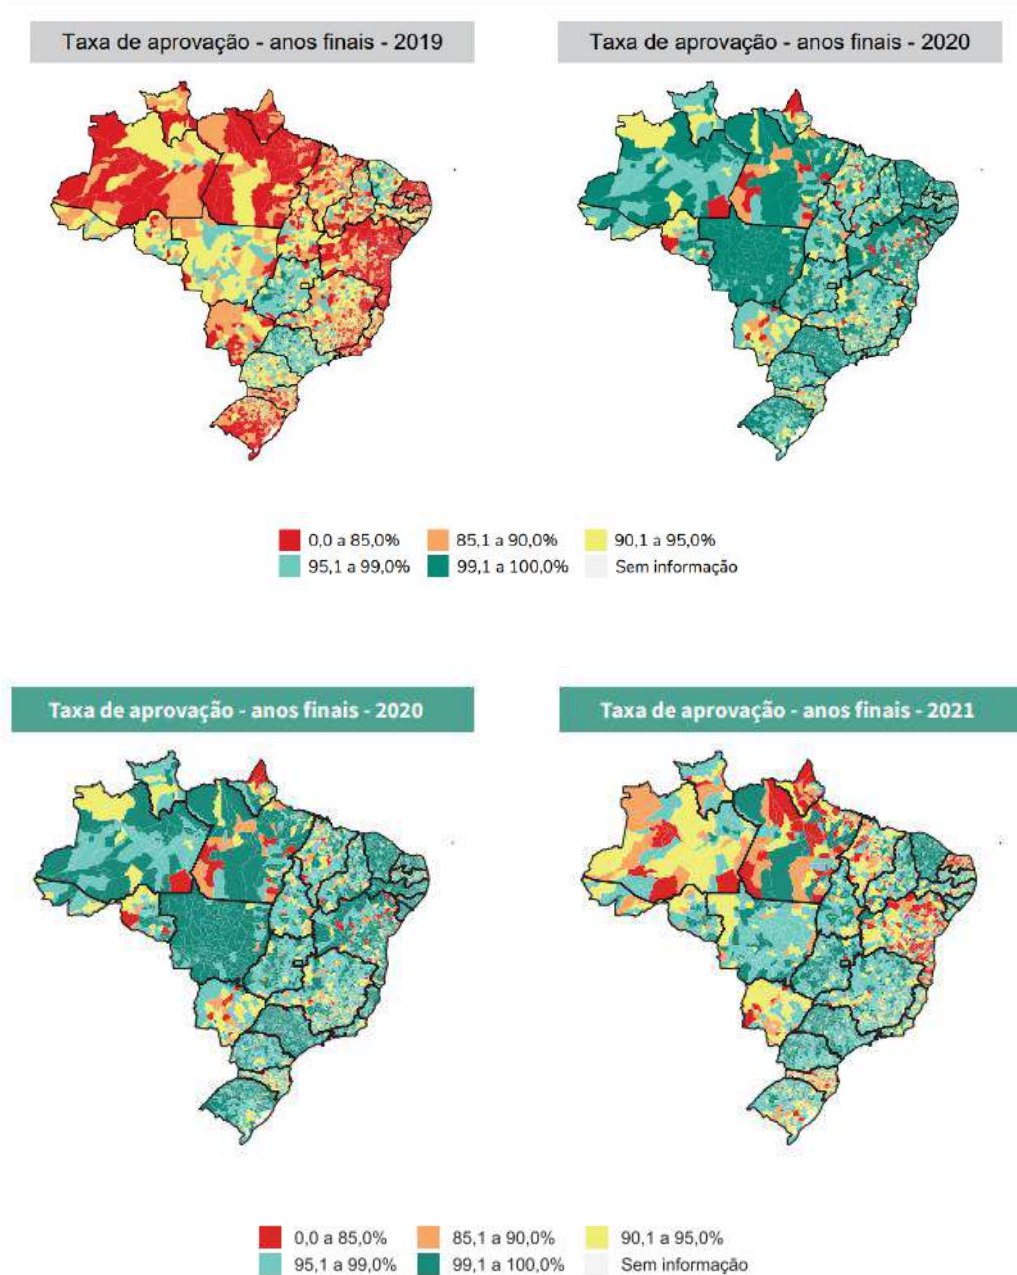 Taxa de aprovação - anos finais - 2019
Taxa de aprovação - anos finais - 2020
0,0 a 85,0%
85,1 a 90,0%
90,1 a 95,0%
95,1 a 99,0%
99,1 a 100,0%
Sem informação
Taxa de aprovação - anos finais - 2020
Taxa de aprovação - anos finais - 2021
0,0 a 85,0%
85,1 a 90,0%
90,1 a 95,0%
95,1 a 99,0%
99,1 a 100,0%
Sem informação